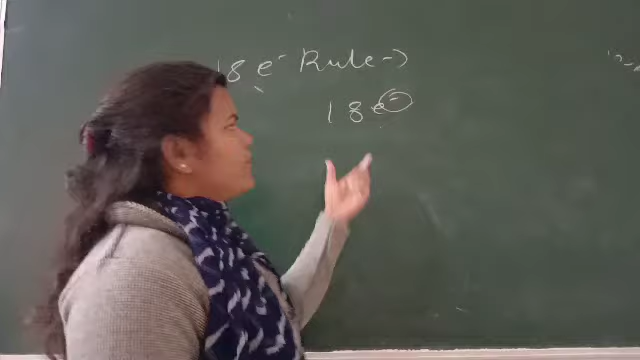 18 e⁻ Rule →
18 e⁻